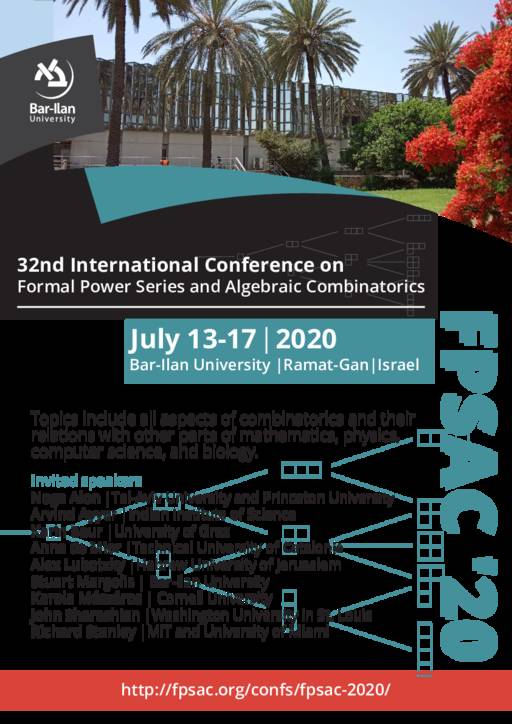 Bar-Ilan
University
32nd International Conference on
Formal Power Series and Algebraic Combinatorics
July 13-17 | 2020
Bar-Ilan University |Ramat-Gan|Israel
FPSAC '20
Topics include all aspects of combinatorics and their
relations with other parts of mathematics, physics,
computer science, and biology.
Invited speakers
Noga Alon | Tel-Aviv University and Princeton University
Arvind | Indian Institute of Science
| University of Graz
Anna | Technical University of
Alex Lubotzky | University of Jerusalem
Stuart Margolis | University
Karola Mészáros | Cornell University
John Shareshian | Washington University in St Louis
Richard Stanley | MIT and University of Miami
http://fpsac.org/confs/fpsac-2020/